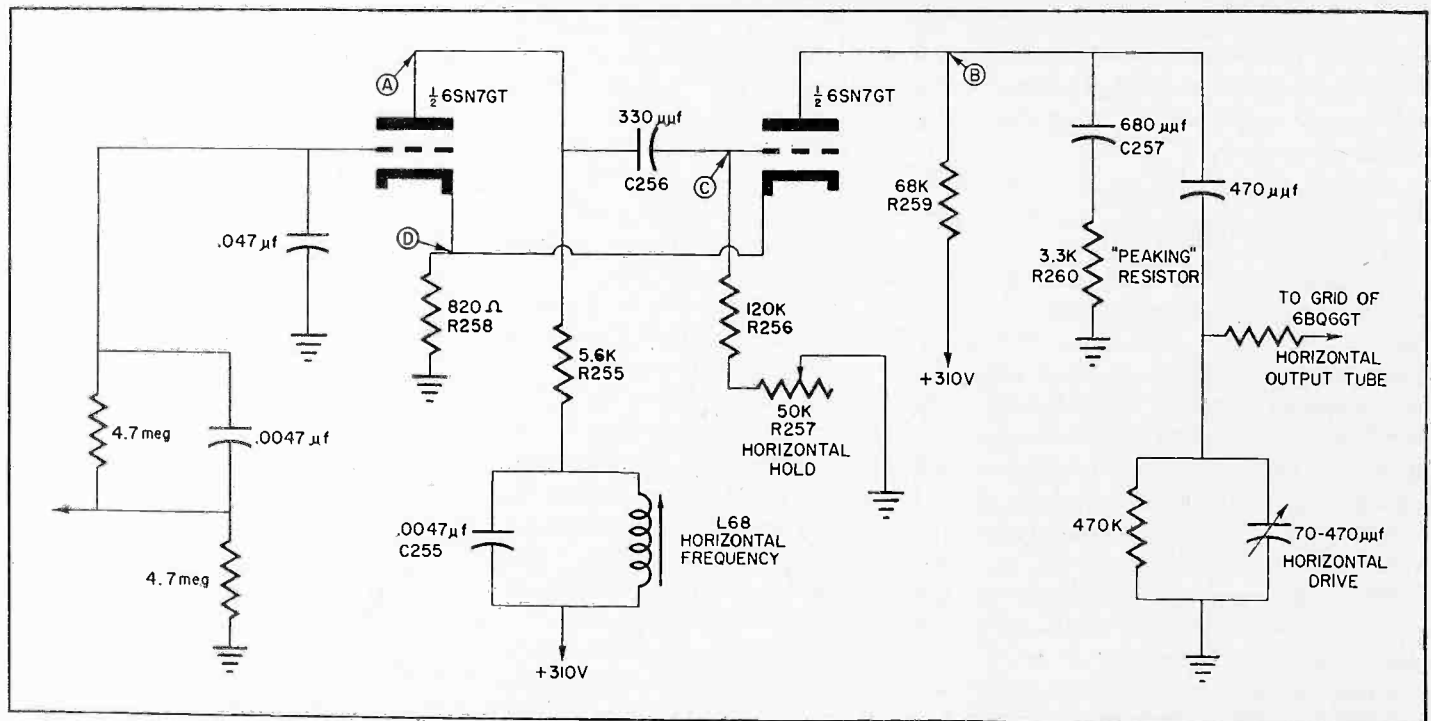 A
½ 6SN7GT
.047 μf
D
820 Ω
R258
4.7 meg
.0047 μf
4.7 meg
330 μμf
C256
C
½ 6SN7GT
5.6K
R255
120K
R256
50K
R257
HORIZONTAL
HOLD
.0047 μf
C255
L68
HORIZONTAL
FREQUENCY
+310V
B
68K
R259
+310V
680 μμf
C257
3.3K
R260
"PEAKING"
RESISTOR
470 μμf
TO GRID OF
6BQGGT
HORIZONTAL
OUTPUT TUBE
470K
70-470μμf
HORIZONTAL
DRIVE